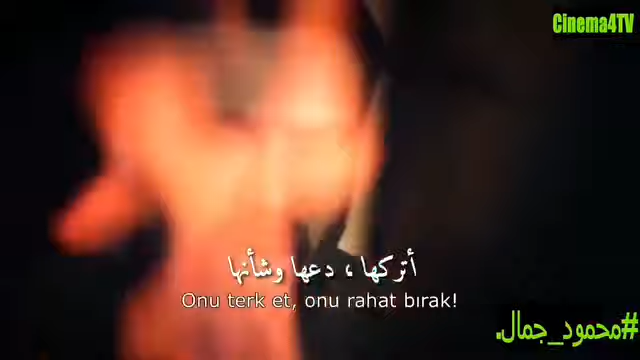 Cinema4TV
أتركها ، دعها وشأنها
Onu terk et, onu rahat bırak!
#محمود_جمال.